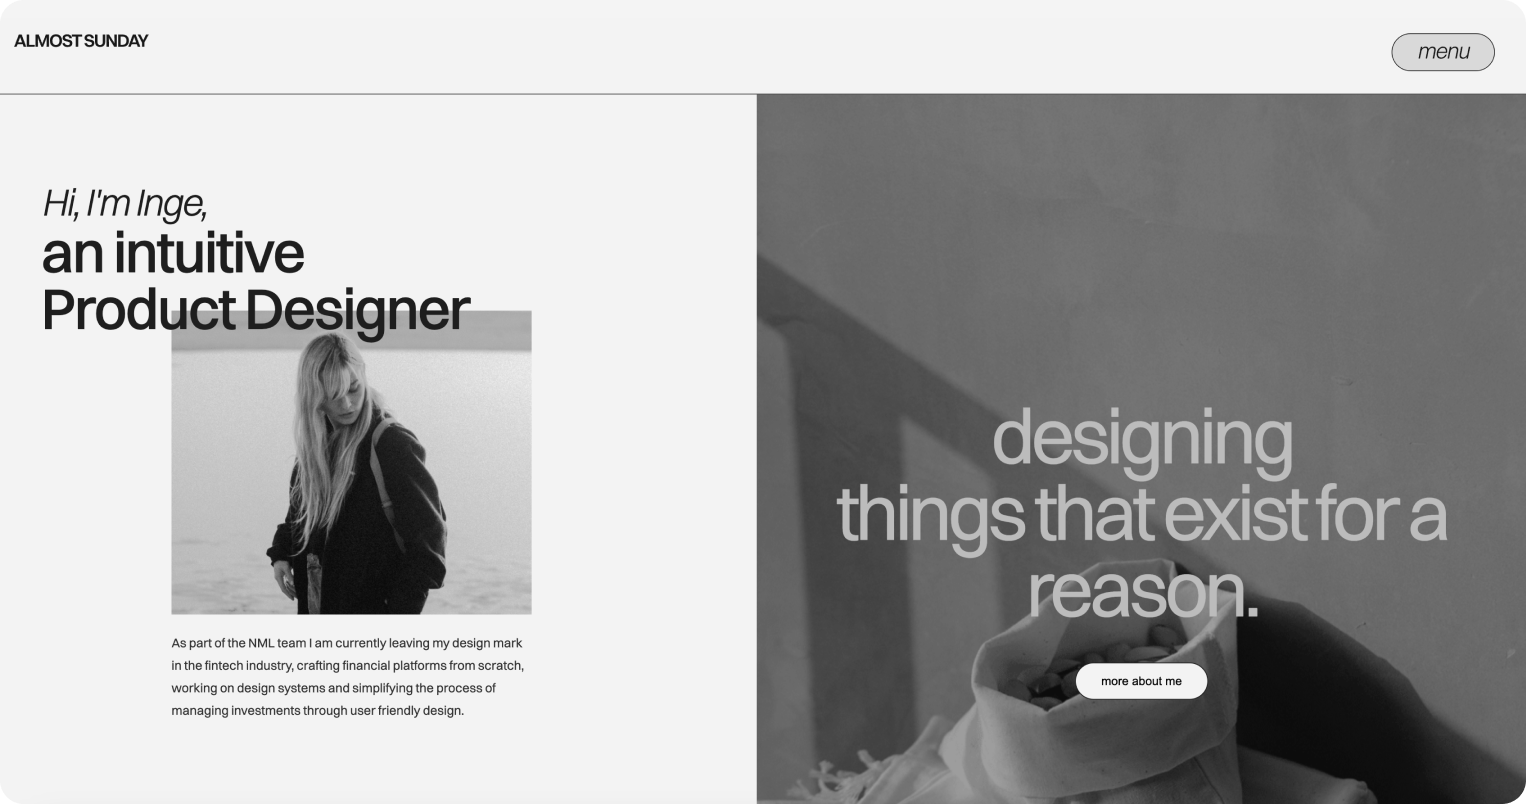 ALMOST SUNDAY
menu
Hi, I'm Inge,
an intuitive
Product Designer
As part of the NML team I am currently leaving my design mark
in the fintech industry, crafting financial platforms from scratch,
working on design systems and simplifying the process of
managing investments through user friendly design.
designing
things that exist for a
reason.
more about me